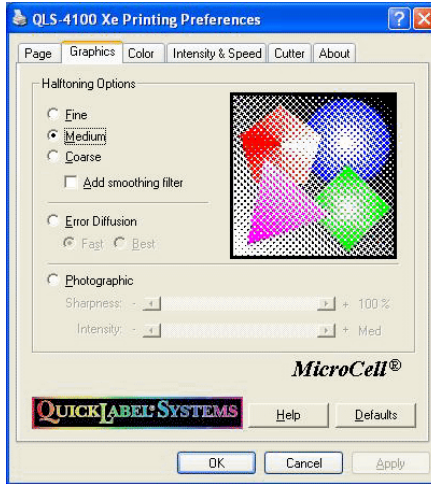 QLS-4100 Xe Printing Preferences
Page Graphics Color Intensity & Speed Cutter About
Halftoning Options
Fine
Medium
Coarse
Add smoothing filter
Error Diffusion
Fast Best
Photographic
Sharpness: - + 100 %
Intensity: - + Med
MicroCell®
QUICKLABEL® SYSTEMS Help Defaults
OK Cancel Apply